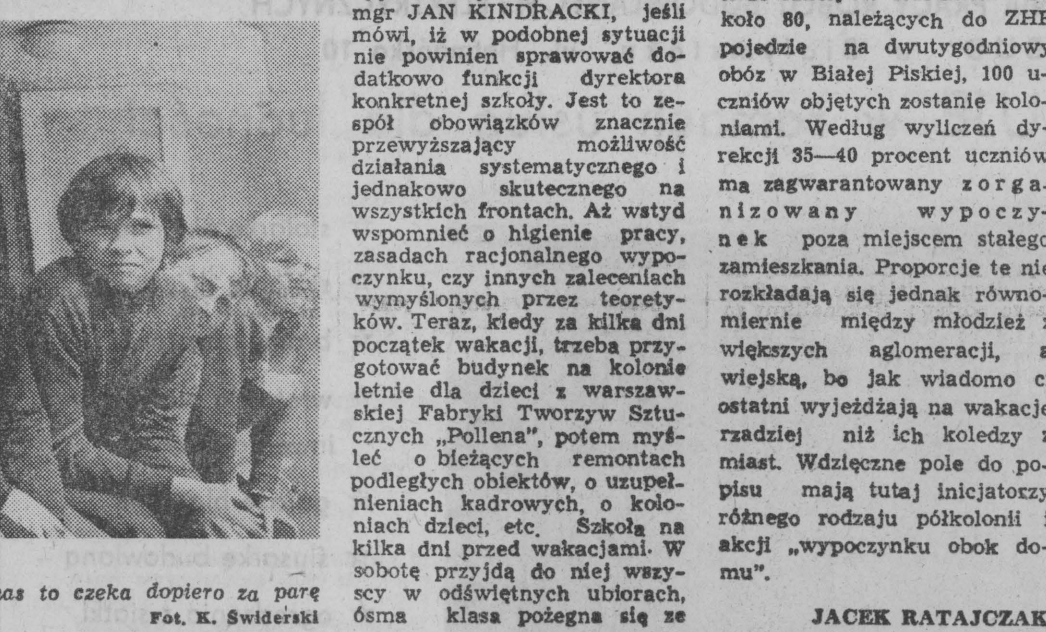 as to czeka dopiero za parę
Fot. K. Świderski
mgr JAN KINDRACKI, jeśli
mówi, iż w podobnej sytuacji
nie powinien sprawować do-
datkowo funkcji dyrektora
konkretnej szkoły. Jest to ze-
spół obowiązków znacznie
przewyższający możliwość
działania systematycznego i
jednakowo skutecznego na
wszystkich frontach. Aż wstyd
wspomnieć o higienie pracy,
zasadach racjonalnego wypo-
czynku, czy innych zaleceniach
wymyślonych przez teorety-
ków. Teraz, kiedy za kilka dni
początek wakacji, trzeba przy-
gotować budynek na kolonie
letnie dla dzieci z warszaw-
skiej Fabryki Tworzyw Sztu-
cznych „Pollena", potem myś-
leć o bieżących remontach
podległych obiektów, o uzupeł-
nieniach kadrowych, o kolo-
niach dzieci, etc. Szkoła na
kilka dni przed wakacjami. W
sobotę przyjdą do niej wszy-
scy w odświętnych ubiorach,
ósma klasa pożegna się ze
koło 80, należących do ZHP
pojedzie na dwutygodniowy
obóz w Białej Piskiej, 100 u-
czniów objętych zostanie kolo-
niami. Według wyliczeń dy-
rekcji 35—40 procent uczniów
ma zagwarantowany zorga-
nizowany wypoczy-
nek poza miejscem stałego
zamieszkania. Proporcje te nie
rozkładają się jednak równo-
miernie między młodzież z
większych aglomeracji, a
wiejską, bo jak wiadomo ci
ostatni wyjeżdżają na wakacje
rzadziej niż ich koledzy z
miast. Wdzięczne pole do po-
pisu mają tutaj inicjatorzy
różnego rodzaju półkolonii i
akcji „wypoczynku obok do-
mu".
JACEK RATAJCZAK